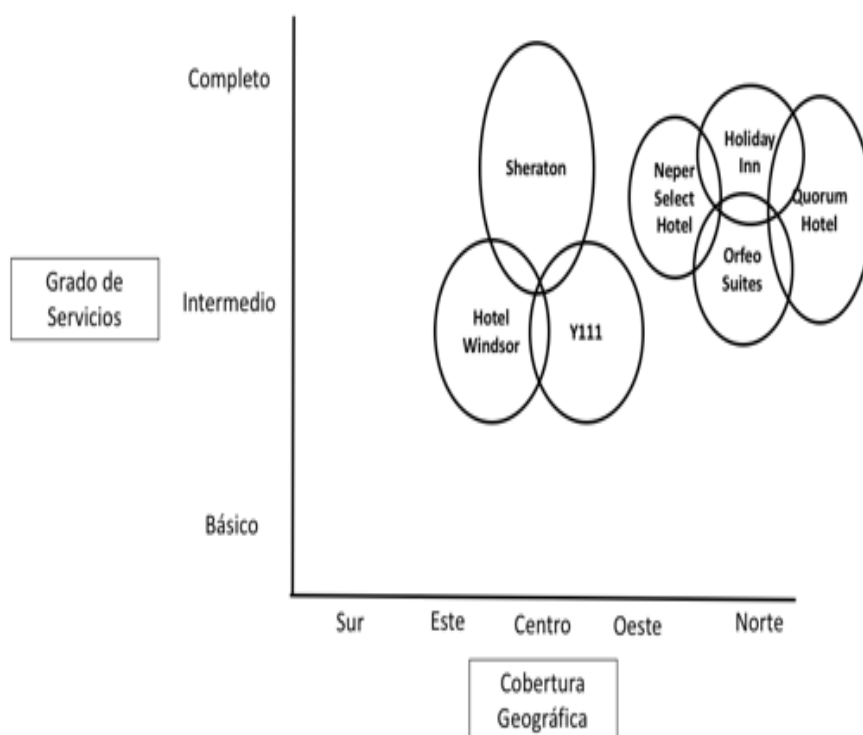 Completo
Sheraton
Holiday
Inn
Neper
Select
Hotel
Quorum
Hotel
Orfeo
Suites
Grado de
Servicios
Intermedio
Hotel
Windsor
Y111
Básico
Sur
Este
Centro
Oeste
Norte
Cobertura
Geográfica